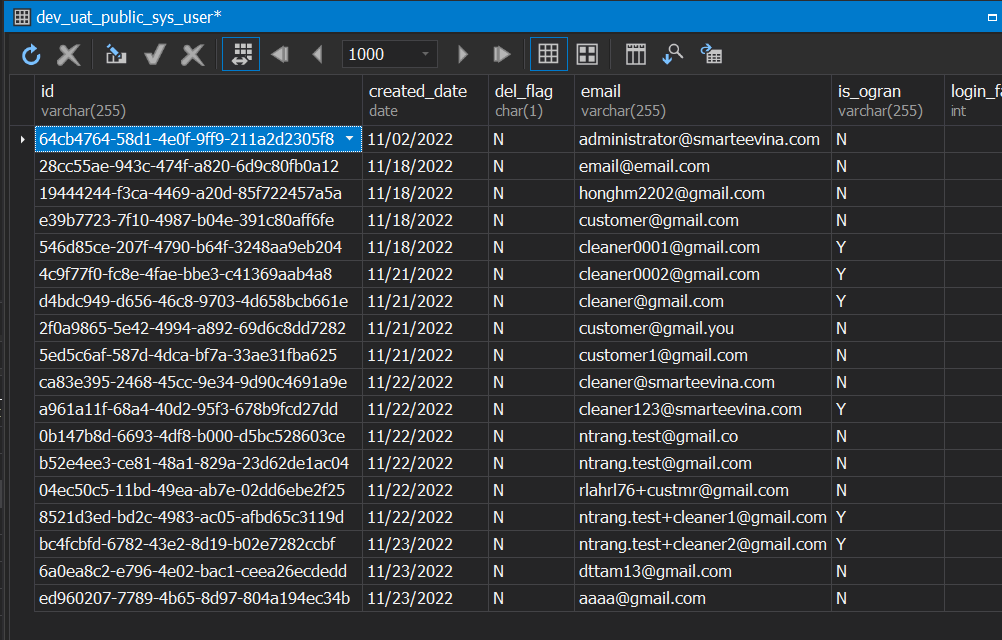 dev_uat_public_sys_user*
1000
id created_date del_flag email is_ogran login_fa
varchar(255) date char(1) varchar(255) varchar(255) int
64cb4764-58d1-4e0f-9ff9-211a2d2305f8 11/02/2022 N administrator@smarteevina.com N
28cc55ae-943c-474f-a820-6d9c80fb0a12 11/18/2022 N email@email.com N
19444244-f3ca-4469-a20d-85f722457a5a 11/18/2022 N honghm2202@gmail.com N
e39b7723-7f10-4987-b04e-391c80aff6fe 11/18/2022 N customer@gmail.com N
546d85ce-207f-4790-b64f-3248aa9eb204 11/18/2022 N cleaner0001@gmail.com Y
4c9f77f0-fc8e-4fae-bbe3-c41369aab4a8 11/21/2022 N cleaner0002@gmail.com Y
d4bdc949-d656-46c8-9703-4d658bcb661e 11/21/2022 N cleaner@gmail.com Y
2f0a9865-5e42-4994-a892-69d6c8dd7282 11/21/2022 N customer@gmail.you N
5ed5c6af-587d-4dca-bf7a-33ae31fba625 11/21/2022 N customer1@gmail.com N
ca83e395-2468-45cc-9e34-9d90c4691a9e 11/22/2022 N cleaner@smarteevina.com N
a961a11f-68a4-40d2-95f3-678b9fcd27dd 11/22/2022 N cleaner123@smarteevina.com Y
0b147b8d-6693-4df8-b000-d5bc528603ce 11/22/2022 N ntrang.test@gmail.co N
b52e4ee3-ce81-48a1-829a-23d62de1ac04 11/22/2022 N ntrang.test@gmail.com N
04ec50c5-11bd-49ea-ab7e-02dd6ebe2f25 11/22/2022 N rlahrl76+custmr@gmail.com N
8521d3ed-bd2c-4983-ac05-afbd65c3119d 11/22/2022 N ntrang.test+cleaner1@gmail.com Y
bc4fcbfd-6782-43e2-8d19-b02e7282ccbf 11/23/2022 N ntrang.test+cleaner2@gmail.com Y
6a0ea8c2-e796-4e02-bac1-ceea26ecdedd 11/23/2022 N dttam13@gmail.com N
ed960207-7789-4b65-8d97-804a194ec34b 11/23/2022 N aaaa@gmail.com N